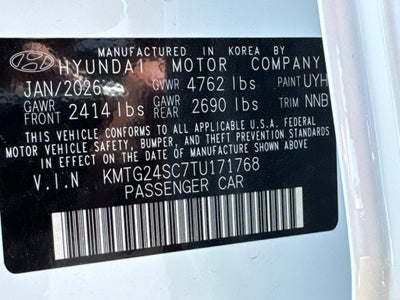 MANUFACTURED IN KOREA BY
HYUNDAI MOTOR COMPANY
JAN/2026 GVWR 4762 lbs PAINT UYH
GAWR FRONT 2414 lbs GAWR REAR 2690 lbs TRIM NNB
THIS VEHICLE CONFORMS TO ALL APPLICABLE U.S.A. FEDERAL
MOTOR VEHICLE SAFETY, BUMPER, AND THEFT PREVENTION STANDARDS
IN EFFECT ON THE DATE OF MANUFACTURE SHOWN ABOVE.
V.I.N KMTG24SC7TU171768
PASSENGER CAR